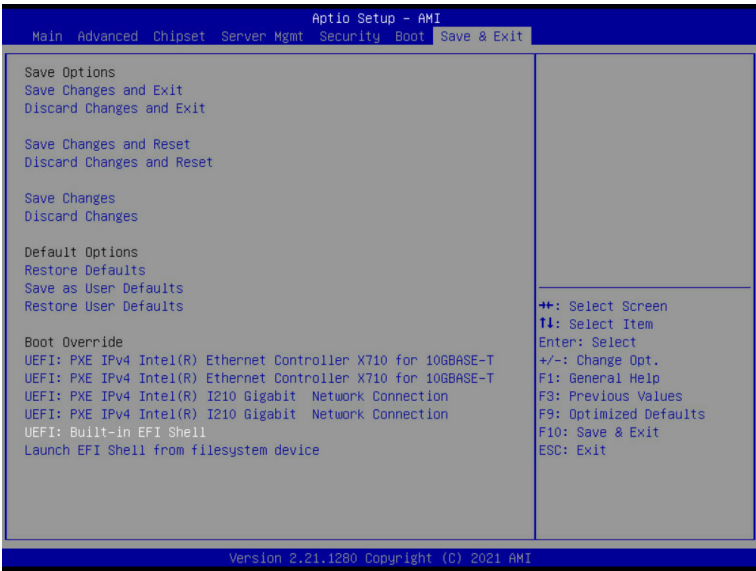 Aptio Setup – AMI
Main Advanced Chipset Server Mgmt Security Boot Save & Exit
Save Options
Save Changes and Exit
Discard Changes and Exit
Save Changes and Reset
Discard Changes and Reset
Save Changes
Discard Changes
Default Options
Restore Defaults
Save as User Defaults
Restore User Defaults
Boot Override
UEFI: PXE IPv4 Intel(R) Ethernet Controller X710 for 10GBASE-T
UEFI: PXE IPv4 Intel(R) Ethernet Controller X710 for 10GBASE-T
UEFI: PXE IPv4 Intel(R) I210 Gigabit  Network Connection
UEFI: PXE IPv4 Intel(R) I210 Gigabit  Network Connection
UEFI: Built-in EFI Shell
Launch EFI Shell from filesystem device
→←: Select Screen
↑↓: Select Item
Enter: Select
+/-: Change Opt.
F1: General Help
F3: Previous Values
F9: Optimized Defaults
F10: Save & Exit
ESC: Exit
Version 2.21.1280 Copyright (C) 2021 AMI